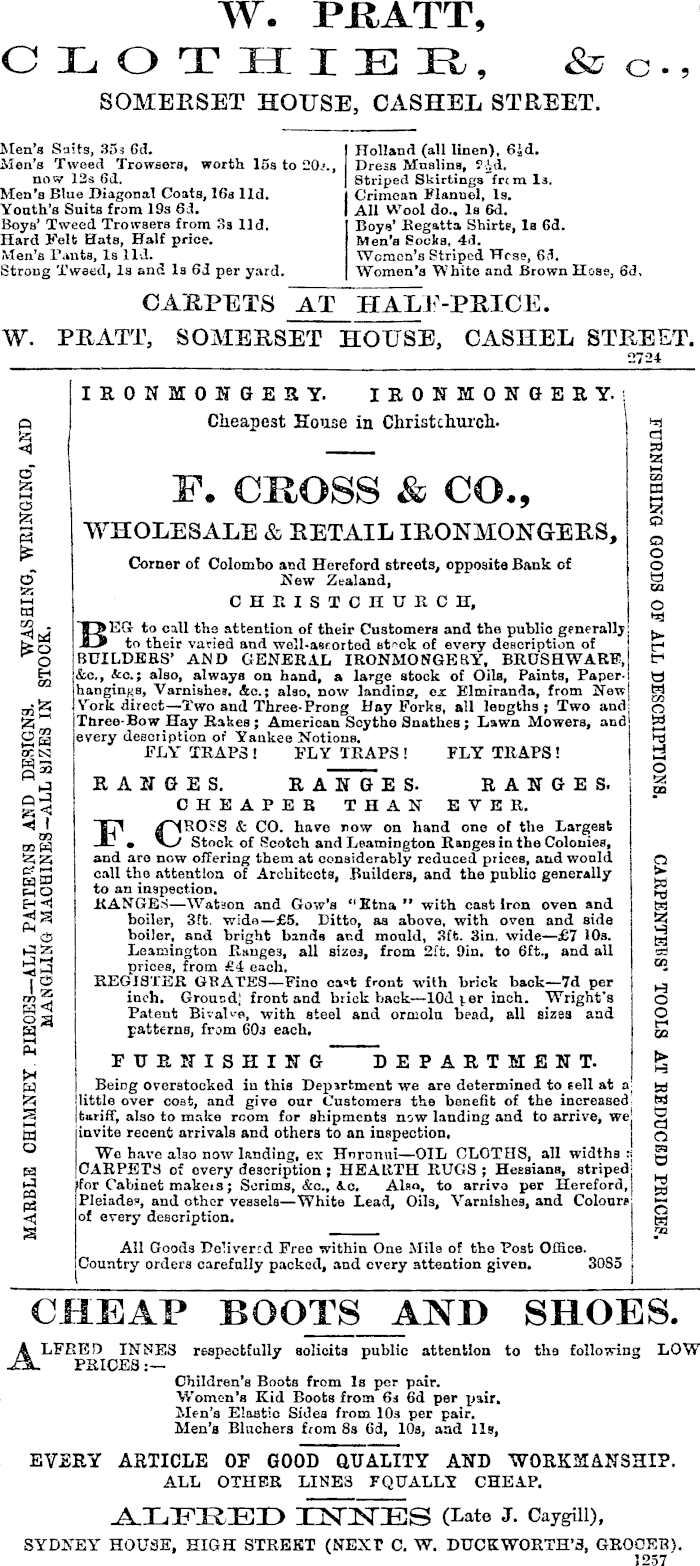 W. PRATT,
CLOTHIER, &c.,
SOMERSET HOUSE, CASHEL STREET.
Men's Suits, 35s 6d.
Men's Tweed Trowsers, worth 15s to 20s.,
now 12s 6d.
Men's Blue Diagonal Coats, 16s 11d.
Youth's Suits from 19s 6d.
Boys' Tweed Trowsers from 3s 11d.
Hard Felt Hats, Half price.
Men's Pants, 1s 11d.
Strong Tweed, 1s and 1s 6d per yard.
Holland (all linen), 6½d.
Dress Muslins,
Striped Skirtings from 1s.
Crimean Flannel, 1s.
All Wool do., 1s 6d.
Boys' Regatta Shirts, 1s 6d.
Men's Socks, 4d.
Women's Striped Hose, 6d.
Women's White and Brown Hose, 6d.
CARPETS AT HALF-PRICE.
W. PRATT, SOMERSET HOUSE, CASHEL STREET.
2724
MARBLE CHIMNEY PIECES—ALL PATTERNS AND DESIGNS. WASHING, WRINGING, AND
MANGLING MACHINES—ALL SIZES IN STOCK.
IRONMONGERY. IRONMONGERY.
Cheapest House in Christchurch.
F. CROSS & CO.,
WHOLESALE & RETAIL IRONMONGERS,
Corner of Colombo and Hereford streets, opposite Bank of
New Zealand,
CHRISTCHURCH,
BEG to call the attention of their Customers and the public generally
to their varied and well-assorted stock of every description of
BUILDERS' AND GENERAL IRONMONGERY, BRUSHWARE,
&c., &c.; also, always on hand, a large stock of Oils, Paints, Paper-
hangings, Varnishes, &c.; also, now landing, ex Elmiranda, from New
York direct—Two and Three-Prong Hay Forks, all lengths; Two and
Three-Bow Hay Rakes; American Scythe Snathes; Lawn Mowers, and
every description of Yankee Notions.
FLY TRAPS! FLY TRAPS! FLY TRAPS!
RANGES. RANGES. RANGES.
CHEAPER THAN EVER.
F. CROSS & CO. have now on hand one of the Largest
Stock of Scotch and Leamington Ranges in the Colonies,
and are now offering them at considerably reduced prices, and would
call the attention of Architects, Builders, and the public generally
to an inspection.
RANGES—Watson and Gow's "Etna" with cast iron oven and
boiler, 3ft. wide—£5. Ditto, as above, with oven and side
boiler, and bright bands and mould, 3ft. 3in. wide—£7 10s.
Leamington Ranges, all sizes, from 2ft. 9in. to 6ft., and all
prices, from £4 each.
REGISTER GRATES—Fine cast front with brick back—7d per
inch. Ground front and brick back—10d per inch. Wright's
Patent Bivalve, with steel and ormolu bead, all sizes and
patterns, from 60s each.
FURNISHING DEPARTMENT.
Being overstocked in this Department we are determined to sell at a
little over cost, and give our Customers the benefit of the increased
tariff, also to make room for shipments now landing and to arrive, we
invite recent arrivals and others to an inspection.
We have also now landing, ex Hurunui—OIL CLOTHS, all widths;
CARPETS of every description; HEARTH RUGS; Hessians, striped
for Cabinet makers; Scrims, &c., &c. Also, to arrive per Hereford,
Pleiades, and other vessels—White Lead, Oils, Varnishes, and Colours
of every description.
All Goods Delivered Free within One Mile of the Post Office.
Country orders carefully packed, and every attention given. 3085
FURNISHING GOODS OF ALL DESCRIPTIONS. CARPENTERS' TOOLS AT REDUCED PRICES.
CHEAP BOOTS AND SHOES.
ALFRED INNES respectfully solicits public attention to the following LOW
PRICES:—
Children's Boots from 1s per pair.
Women's Kid Boots from 6s 6d per pair.
Men's Elastic Sides from 10s per pair.
Men's Bluchers from 8s 6d, 10s, and 11s,
EVERY ARTICLE OF GOOD QUALITY AND WORKMANSHIP.
ALL OTHER LINES EQUALLY CHEAP.
ALFRED INNES (Late J. Caygill),
SYDNEY HOUSE, HIGH STREET (NEXT C. W. DUCKWORTH'S, GROCER).
1257